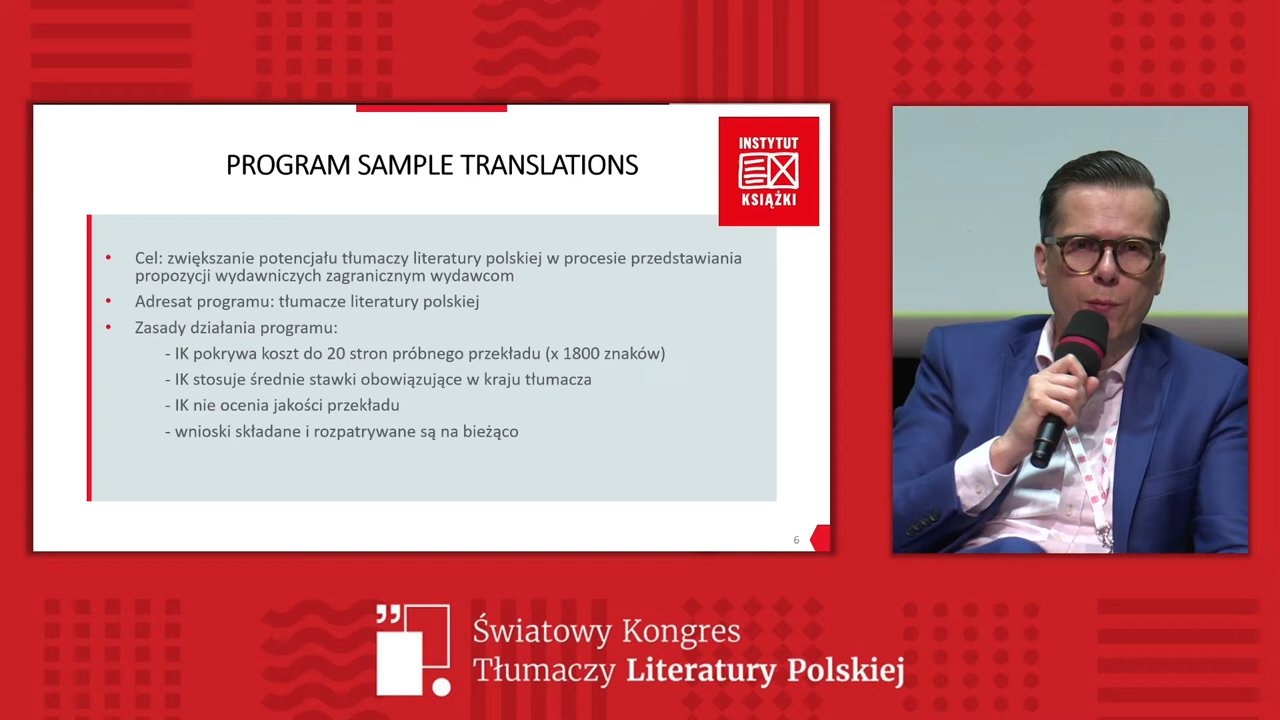 PROGRAM SAMPLE TRANSLATIONS
INSTYTUT
KSIĄŻKI
• Cel: zwiększanie potencjału tłumaczy literatury polskiej w procesie przedstawiania
propozycji wydawniczych zagranicznym wydawcom
• Adresat programu: tłumacze literatury polskiej
• Zasady działania programu:
- IK pokrywa koszt do 20 stron próbnego przekładu (x 1800 znaków)
- IK stosuje średnie stawki obowiązujące w kraju tłumacza
- IK nie ocenia jakości przekładu
- wnioski składane i rozpatrywane są na bieżąco
6
Światowy Kongres
Tłumaczy Literatury Polskiej